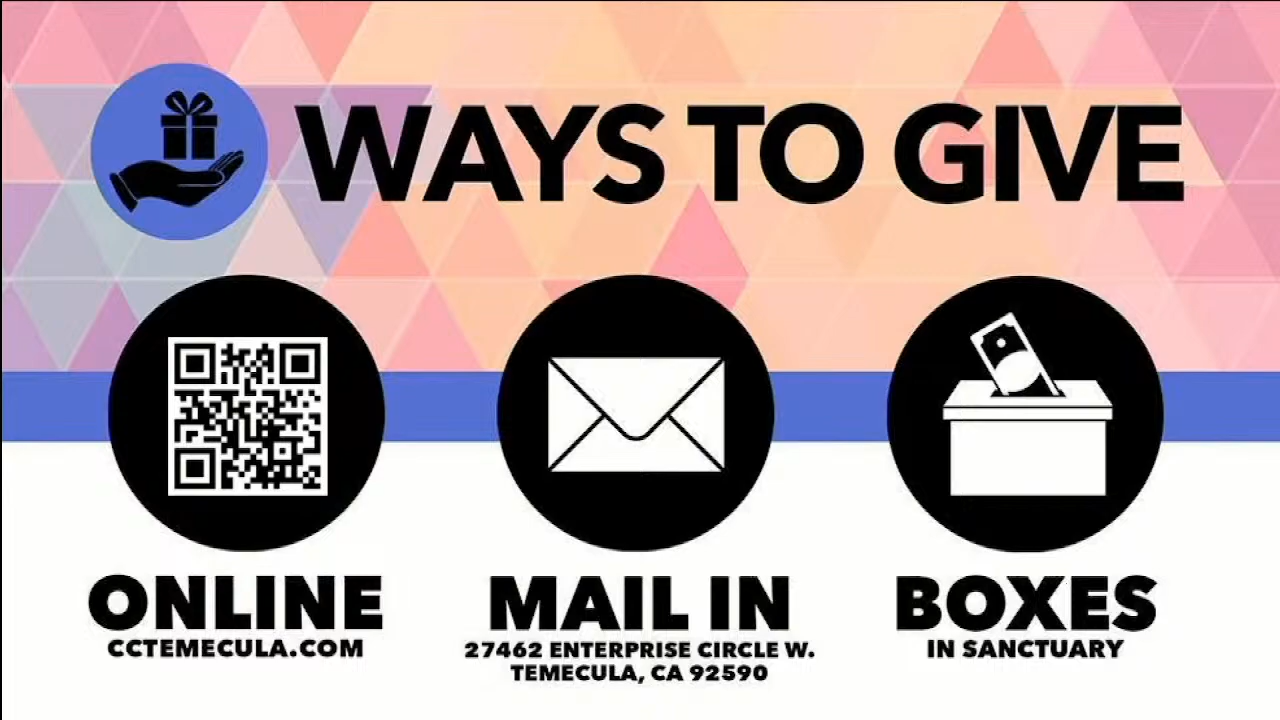 WAYS TO GIVE
ONLINE
CCTEMECULA.COM
MAIL IN
27462 ENTERPRISE CIRCLE W.
TEMECULA, CA 92590
BOXES
IN SANCTUARY